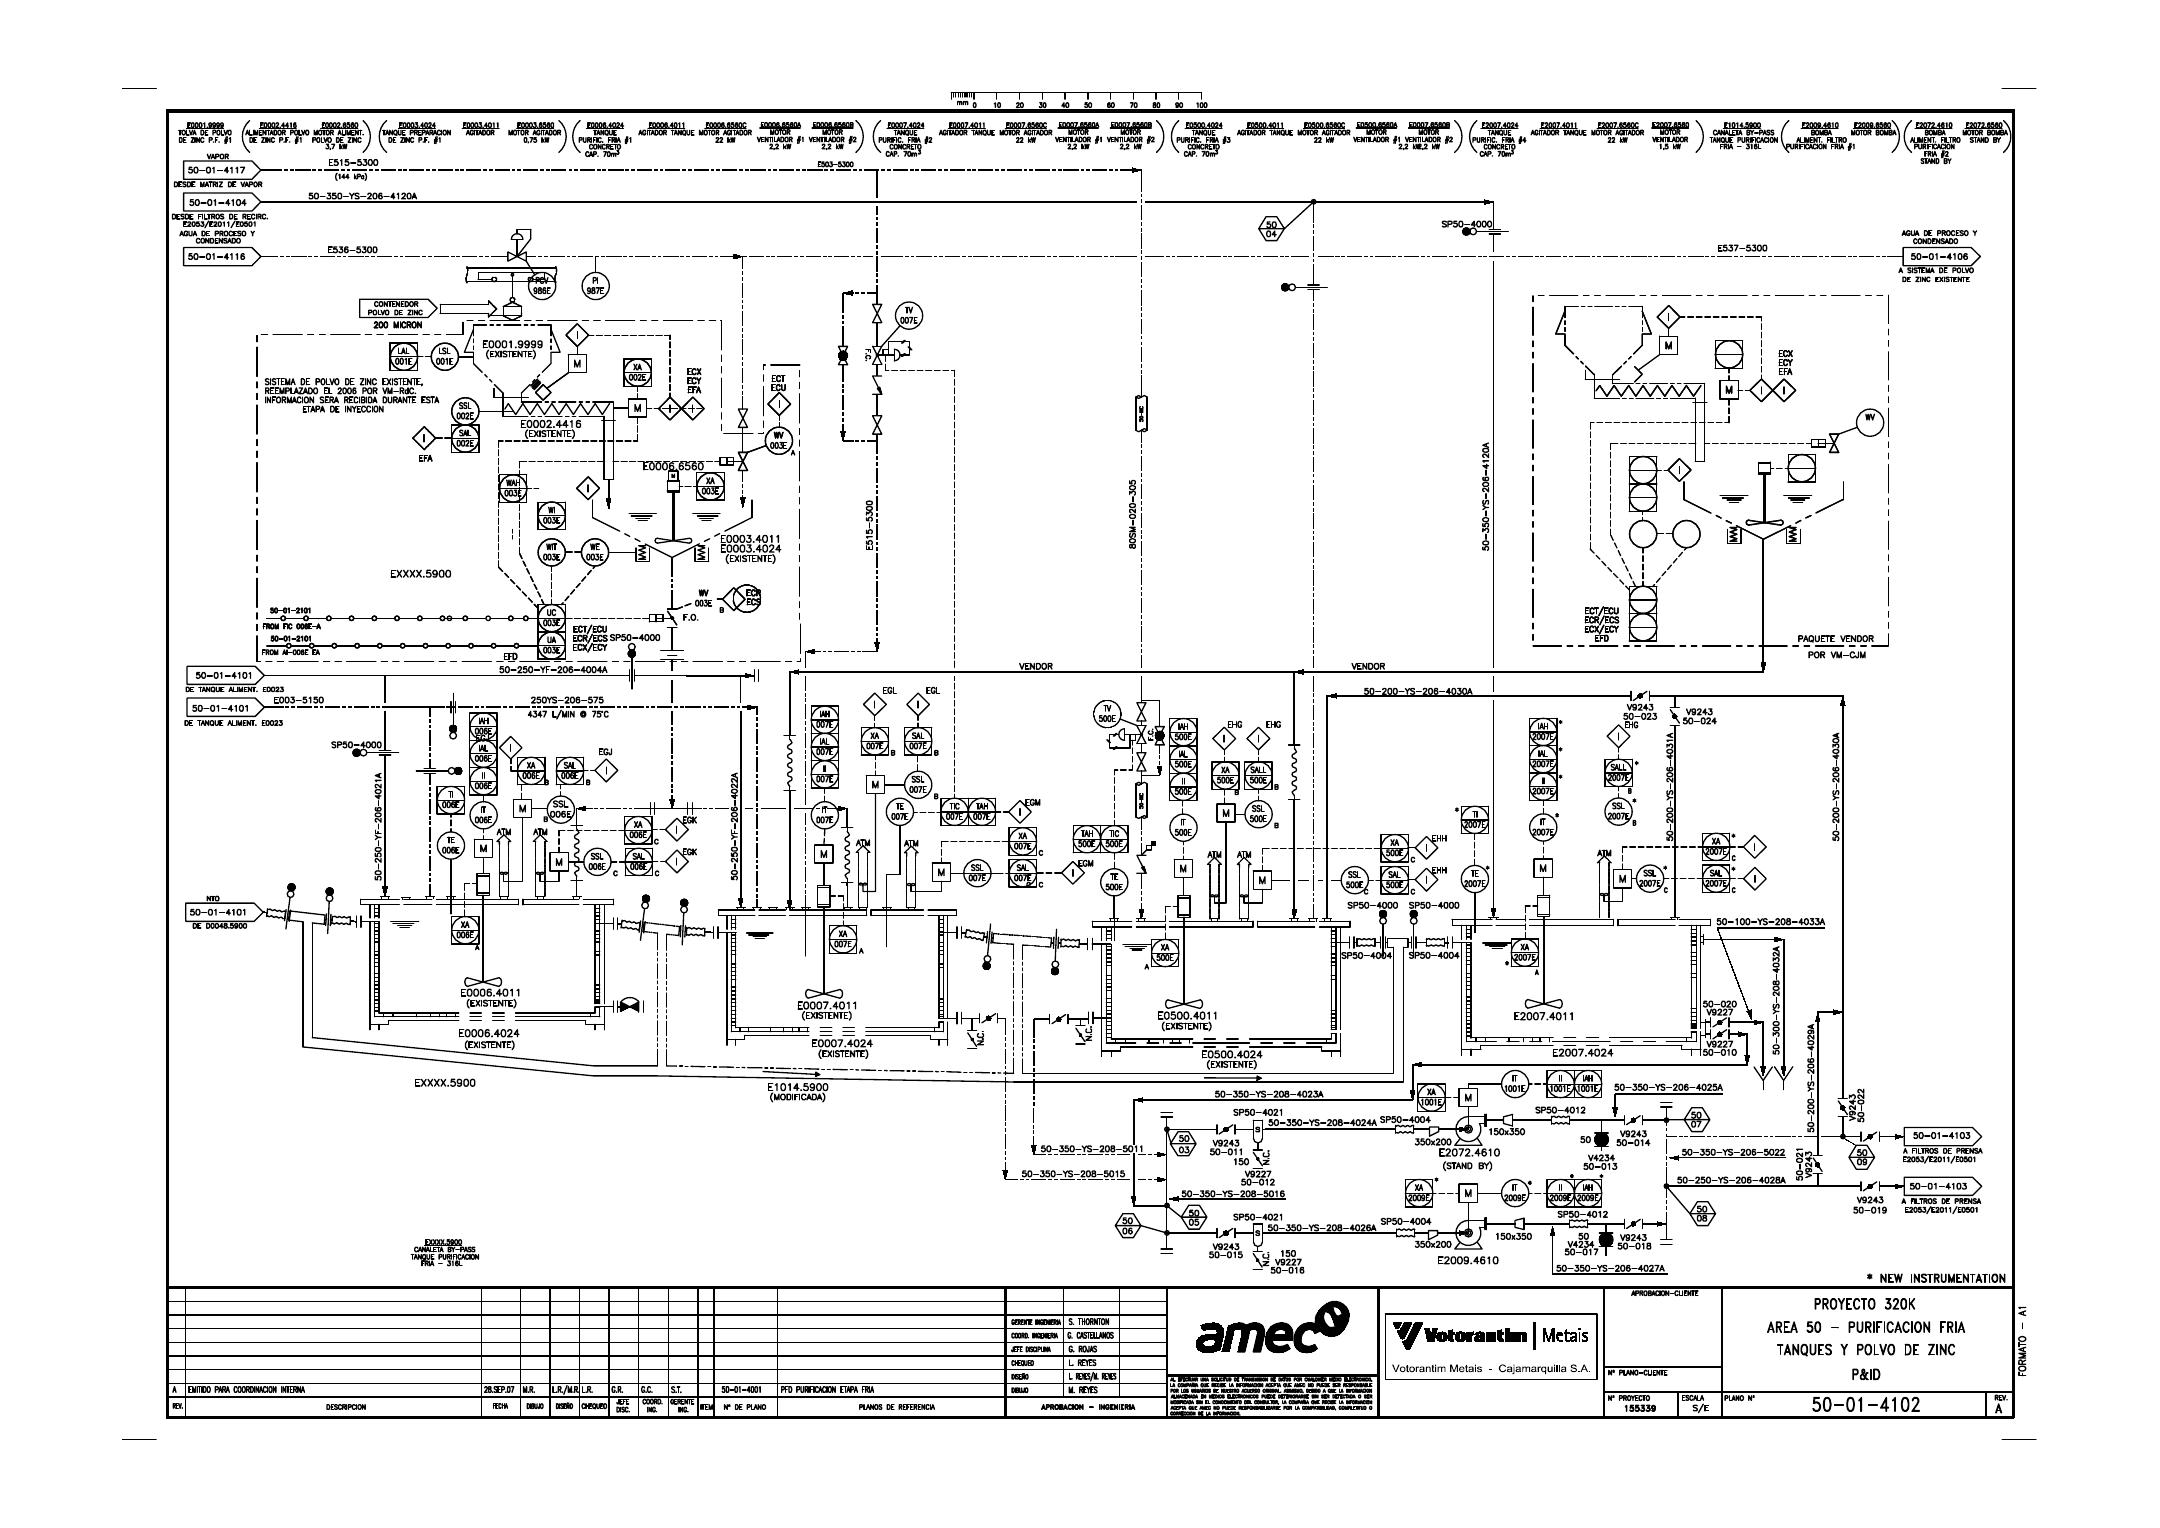 mm 0 10 20 30 40 50 60 70 80 90 100
E0001.9999
TOLVA DE POLVO
DE ZINC P.F. #1
E0002.4416
ALIMENTADOR POLVO
DE ZINC P.F. #1
E0002.6560
MOTOR ALIMENT.
POLVO DE ZINC
3,7 kW
E0003.4024
TANQUE PREPARACION
DE ZINC P.F. #1
E0003.4011
AGITADOR
E0003.6560
MOTOR AGITADOR
0,75 kW
E0006.4024
TANQUE
PURIFIC. FRIA #1
CONCRETO
CAP. 70m³
E0006.4011
AGITADOR TANQUE
E0006.6560C
MOTOR AGITADOR
22 kW
E0006.6560A
MOTOR
VENTILADOR #1
2,2 kW
E0006.6560B
MOTOR
VENTILADOR #2
2,2 kW
E0007.4024
TANQUE
PURIFIC. FRIA #2
CONCRETO
CAP. 70m³
E0007.4011
AGITADOR TANQUE
E0007.6560C
MOTOR AGITADOR
22 kW
E0007.6560A
MOTOR
VENTILADOR #1
2,2 kW
E0007.6560B
MOTOR
VENTILADOR #2
2,2 kW
E0500.4024
TANQUE
PURIFIC. FRIA #3
CONCRETO
CAP. 70m³
E0500.4011
AGITADOR TANQUE
E0500.6560C
MOTOR AGITADOR
22 kW
MOTOR
VENTILADOR #1
MOTOR
VENTILADOR #2
2,2 kW
E2007.4024
TANQUE
PURIFIC. FRIA #4
CONCRETO
CAP. 70m³
E2007.4011
AGITADOR TANQUE
E2007.6560C
MOTOR AGITADOR
22 kW
E2007.6560
MOTOR
VENTILADOR
1,5 kW
E1014.5900
CANALETA BY-PASS
TANQUE PURIFICACION
FRIA - 316L
E2009.4610
BOMBA
ALIMENT. FILTRO
PURIFICACION FRIA #1
E2009.6560
MOTOR BOMBA
E2072.4610
BOMBA
ALIMENT. FILTRO
PURIFICACION
FRIA #2
STAND BY
E2072.6560
MOTOR BOMBA
STAND BY
VAPOR
50-01-4117
DESDE MATRIZ DE VAPOR
E515-5300
(144 kPa)
E503-5300
50-01-4104
DESDE FILTROS DE RECIRC.
E2053/E2011/E0501
50-350-YS-206-4120A
AGUA DE PROCESO Y
CONDENSADO
50-01-4116
E536-5300
50
04
SP50-4000
E537-5300
AGUA DE PROCESO Y
CONDENSADO
50-01-4106
A SISTEMA DE POLVO
DE ZINC EXISTENTE
PCV
986E
PI
987E
CONTENEDOR
POLVO DE ZINC
200 MICRON
TV
007E
F.C.
LAL
001E
LSL
001E
E0001.9999
(EXISTENTE)
SISTEMA DE POLVO DE ZINC EXISTENTE,
REEMPLAZADO EL 2006 POR VM-RdC.
INFORMACION SERA RECIBIDA DURANTE ESTA
ETAPA DE INYECCION
XA
002E
ECX
ECY
EFA
ECT
ECU
SSL
002E
SAL
002E
EFA
E0002.4416
(EXISTENTE)
WV
003E
A
E0006.6560
WAH
003E
XA
003E
WI
003E
WIT
003E
WE
003E
E0003.4011
E0003.4024
(EXISTENTE)
EXXXX.5900
WV
003E
B
ECR
ECS
F.O.
50-01-2101
FROM FIC 006E-A
50-01-2101
FROM AI-006E EA
UC
003E
UA
003E
ECT/ECU
ECR/ECS
ECX/ECY
EFD
SP50-4000
E515-5300
80SM-020-305
50-350-YS-206-4120A
ECX
ECY
EFA
WV
ECT/ECU
ECR/ECS
ECX/ECY
EFD
PAQUETE VENDOR
POR VM-CJM
50-01-4101
DE TANQUE ALIMENT. E0023
50-250-YF-206-4004A
VENDOR
VENDOR
50-01-4101
DE TANQUE ALIMENT. E0023
E003-5150
250YS-206-575
4347 L/MIN @ 75°C
50-200-YS-206-4030A
V9243
50-023
V9243
50-024
SP50-4000
50-250-YF-206-4021A
50-250-YF-206-4022A
50-200-YS-206-4031A
50-200-YS-206-4030A
IAH
006E
IAL
006E
II
006E
IT
006E
TI
006E
TE
006E
XA
006E
B
SAL
006E
B
EGJ
SSL
006E
B
ATM
ATM
XA
006E
C
EGK
SSL
006E
C
SAL
006E
C
EGK
IAH
007E
IAL
007E
II
007E
IT
007E
EGL
EGL
XA
007E
B
SAL
007E
B
SSL
007E
B
TE
007E
TIC
007E
TAH
007E
EGM
ATM
ATM
XA
007E
C
SSL
007E
SAL
007E
C
EGM
TV
500E
F.C.
IAH
500E
IAL
500E
II
500E
IT
500E
EHG
EHG
XA
500E
B
SALL
500E
B
SSL
500E
B
TAH
500E
TIC
500E
TE
500E
ATM
ATM
XA
500E
C
EHH
SSL
500E
C
SAL
500E
C
EHH
IAH
2007E
IAL
2007E
II
2007E
IT
2007E
EHG
SALL
2007E
B
SSL
2007E
B
TI
2007E
TE
2007E
ATM
XA
2007E
C
SSL
2007E
C
SAL
2007E
C
NTO
50-01-4101
DE D0048.5900
XA
006E
A
XA
007E
A
XA
500E
A
XA
2007E
A
SP50-4000
SP50-4000
SP50-4004
SP50-4004
50-100-YS-208-4033A
50-300-YS-208-4032A
50-020
V9227
V9227
50-010
E0006.4011
(EXISTENTE)
E0006.4024
(EXISTENTE)
E0007.4011
(EXISTENTE)
E0007.4024
(EXISTENTE)
N.C.
N.C.
E0500.4011
(EXISTENTE)
E0500.4024
(EXISTENTE)
E2007.4011
E2007.4024
50-200-YS-206-4029A
V9243
50-022
EXXXX.5900
E1014.5900
(MODIFICADA)
50-350-YS-208-4023A
XA
1001E
M
IT
1001E
II
1001E
IAH
1001E
50-350-YS-206-4025A
SP50-4021
50-350-YS-208-4024A
SP50-4004
SP50-4012
50
03
V9243
50-011
S
150
N.C.
V9227
50-012
350x200
150x350
E2072.4610
(STAND BY)
50
V4234
50-013
V9243
50-014
50
07
50-350-YS-208-5011
50-350-YS-206-5022
50-01-4103
A FILTROS DE PRENSA
E2053/E2011/E0501
50
09
50-350-YS-208-5015
50-021
V9243
50-350-YS-208-5016
XA
2009E
M
IT
2009E
II
2009E
IAH
2009E
50-250-YS-206-4028A
50-01-4103
A FILTROS DE PRENSA
E2053/E2011/E0501
V9243
50-019
50
05
50
06
SP50-4021
50-350-YS-208-4026A
SP50-4004
SP50-4012
50
08
V9243
50-015
S
N.C.
150
V9227
50-016
350x200
150x350
E2009.4610
50
V4234
50-017
V9243
50-018
50-350-YS-206-4027A
EXXXX.5900
CANALETA BY-PASS
TANQUE PURIFICACION
FRIA - 316L
* NEW INSTRUMENTATION
GERENTE INGENIERIA S. THORNTON
COORD. INGENIERIA G. CASTELLANOS
JEFE DISCIPLINA G. ROJAS
CHEQUEO L. REYES
DISEÑO L. REYES/M. REYES
DIBUJO M. REYES
APROBACION - INGENIERIA
A EMITIDO PARA COORDINACION INTERNA 28.SEP.07 M.R. L.R./M.R. L.R. G.R. G.C. S.T. 50-01-4001 PFD PURIFICACION ETAPA FRIA
REV. DESCRIPCION FECHA DIBUJO DISEÑO CHEQUEO JEFE DISC. COORD. ING. GERENTE ING. ITEM N° DE PLANO PLANOS DE REFERENCIA
amec
Votorantim | Metais
Votorantim Metais - Cajamarquilla S.A.
APROBACION-CLIENTE
N° PLANO-CLIENTE
N° PROYECTO
155339
ESCALA
S/E
PROYECTO 320K
AREA 50 - PURIFICACION FRIA
TANQUES Y POLVO DE ZINC
P&ID
PLANO N°
50-01-4102
REV.
A
FORMATO - A1